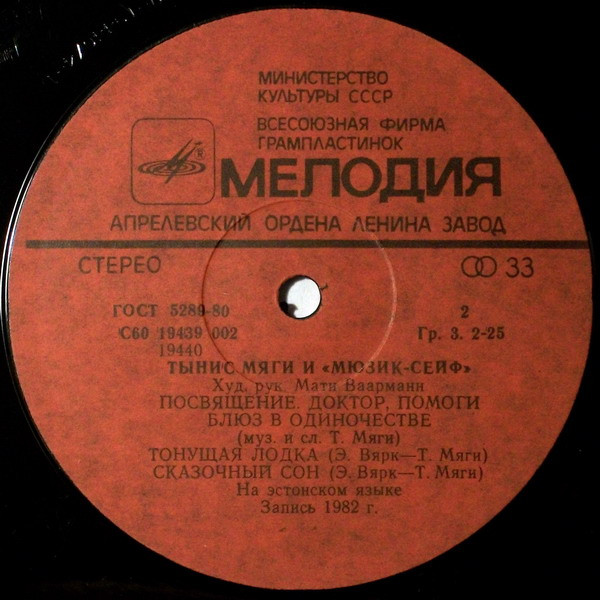 МИНИСТЕРСТВО
КУЛЬТУРЫ СССР
ВСЕСОЮЗНАЯ ФИРМА
ГРАМПЛАСТИНОК
МЕЛОДИЯ
АПРЕЛЕВСКИЙ ОРДЕНА ЛЕНИНА ЗАВОД
СТЕРЕО 33
ГОСТ 5289-80 2
С60 19439 002 Гр. 3. 2-25
19440
ТЫНИС МЯГИ И «МЮЗИК-СЕЙФ»
Худ. рук. Мати Ваарманн
ПОСВЯЩЕНИЕ. ДОКТОР, ПОМОГИ
БЛЮЗ В ОДИНОЧЕСТВЕ
(муз. и сл. Т. Мяги)
ТОНУЩАЯ ЛОДКА (Э. Вярк—Т. Мяги)
СКАЗОЧНЫЙ СОН (Э. Вярк—Т. Мяги)
На эстонском языке
Запись 1982 г.